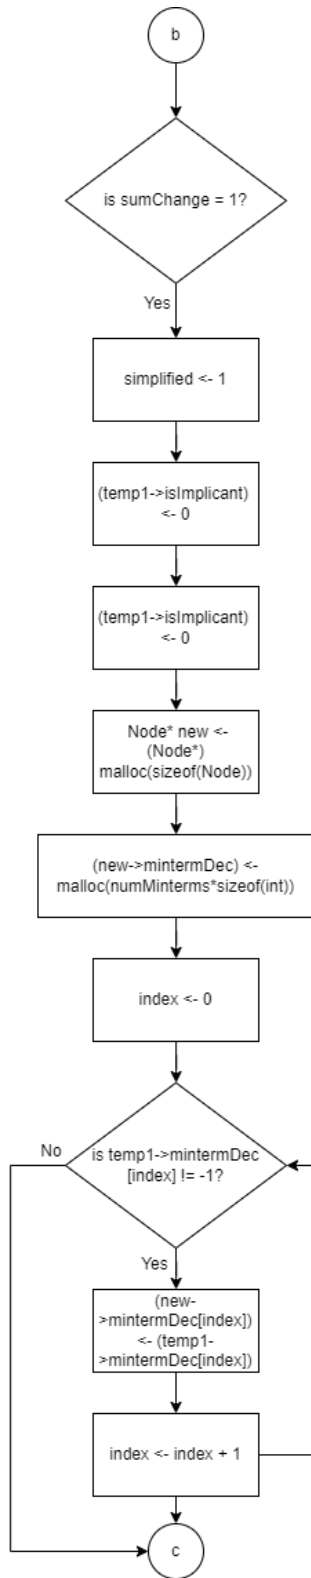 b
is sumChange = 1?
Yes
simplified <- 1
(temp1->isImplicant)
<- 0
(temp1->isImplicant)
<- 0
Node* new <-
(Node*)
malloc(sizeof(Node))
(new->mintermDec) <-
malloc(numMinterms*sizeof(int))
index <- 0
No
is temp1->mintermDec
[index] != -1?
Yes
(new-
>mintermDec[index])
<- (temp1-
>mintermDec[index])
index <- index + 1
c